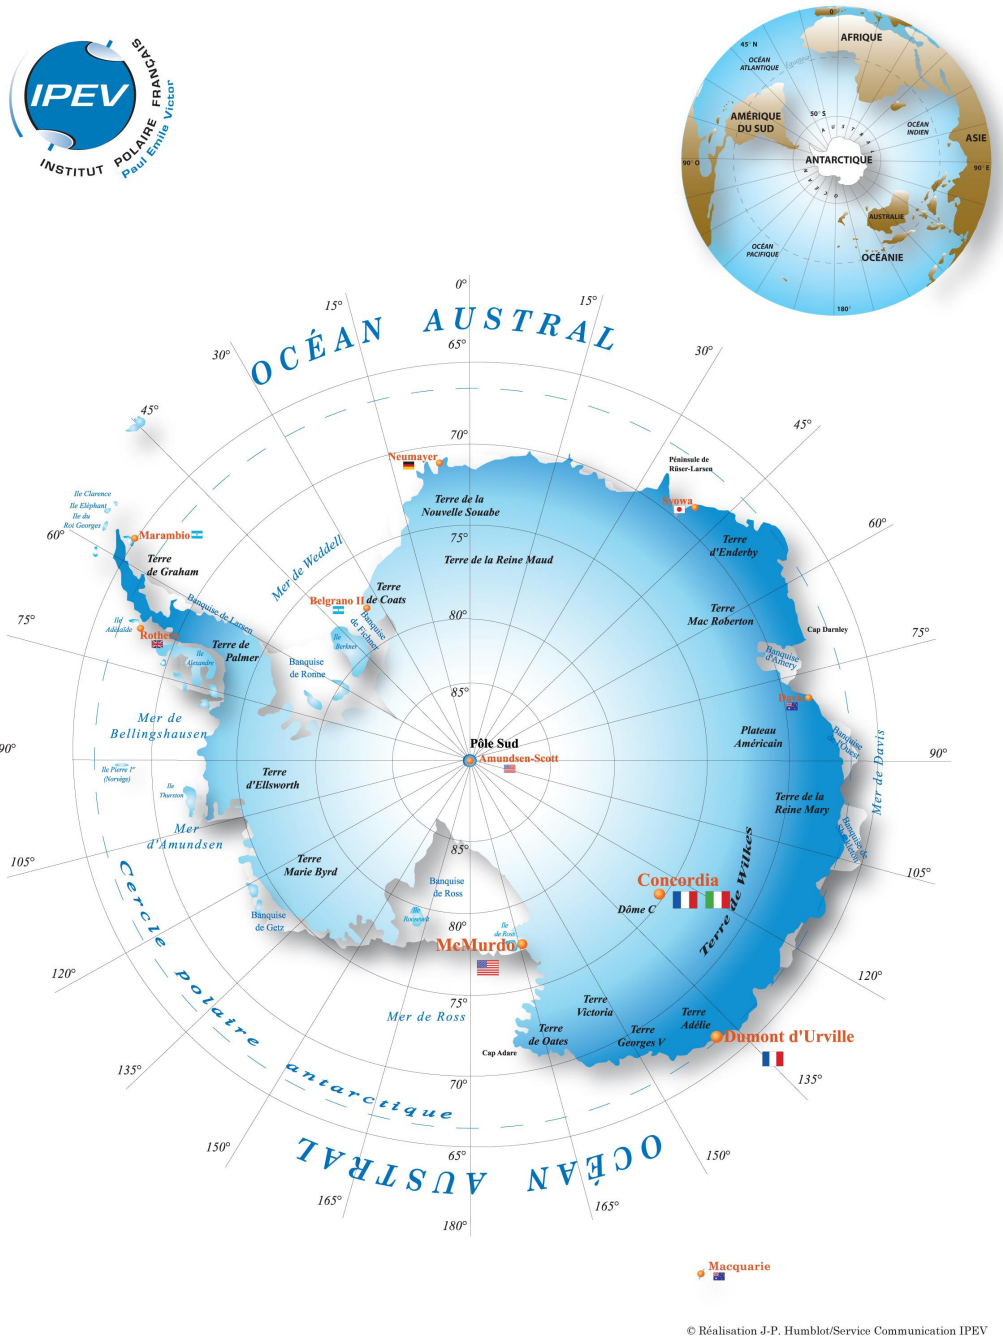 IPEV
INSTITUT POLAIRE FRANÇAIS
Paul Emile Victor
0
45° N
AFRIQUE
OCÉAN
ATLANTIQUE
Equateur
AMÉRIQUE
DU SUD
50° S
OCÉAN
INDIEN
ASIE
AUSTRAL
OCÉAN
90° O
ANTARCTIQUE
90° E
AUSTRALIE
OCÉAN
PACIFIQUE
OCÉANIE
180°
0°
15°
15°
OCÉAN AUSTRAL
65°
30°
30°
45°
45°
70°
Neumayer
Péninsule de
Rüser-Larsen
Syowa
Ile Clarence
Ile Eléphant
Ile du
Roi Georges
Terre de la
Nouvelle Souabe
60°
60°
Marambio
75°
Terre
d'Enderby
Mer de Weddell
Terre
de Graham
Terre de la Reine Maud
Terre
de Coats
Belgrano II
Banquise de Larsen
Banquise
de Filchner
80°
Terre
Mac Roberton
75°
Ile
Adélaïde
Rothera
Cap Darnley
75°
Ile
Berkner
Terre de
Palmer
Ile
Alexandre
Banquise
d'Amery
Banquise
de Ronne
85°
Davis
Mer de
Bellingshausen
Plateau
Américain
Banquise
de l'Ouest
Mer de Davis
Pôle Sud
90°
90°
Amundsen-Scott
Ile Pierre 1er
(Norvège)
Terre
d'Ellsworth
Ile
Thurston
Terre de la
Reine Mary
Mer
d'Amundsen
Banquise de
Shackleton
85°
105°
105°
Terre
Marie Byrd
Terre de Wilkes
Concordia
Banquise
de Ross
Dôme C
Banquise
de Getz
Ile
Roosevelt
80°
Ile
de Ross
McMurdo
120°
120°
75°
Mer de Ross
Terre
Victoria
Terre
Adélie
Terre
de Oates
Terre
Georges V
Dumont d'Urville
Cap Adare
135°
135°
70°
Cercle polaire antarctique
150°
150°
65°
OCÉAN AUSTRAL
165°
165°
180°
Macquarie
© Réalisation J-P. Humblot/Service Communication IPEV